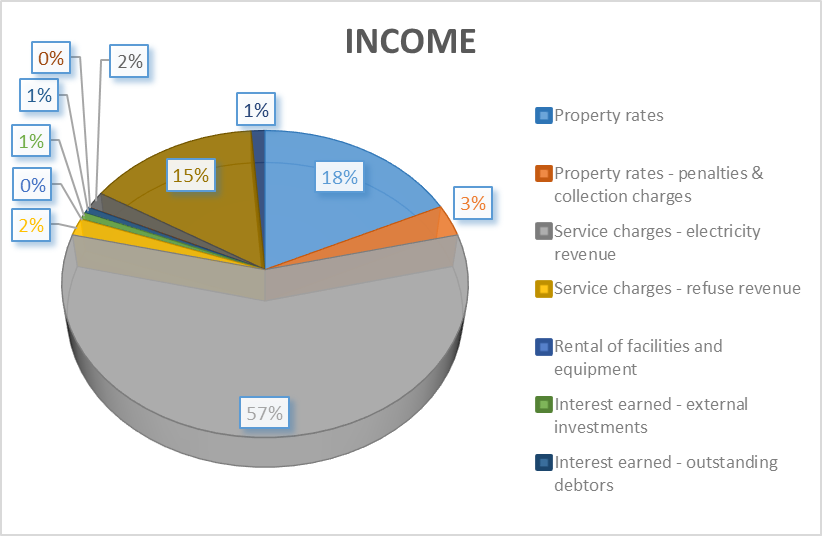 INCOME
0%
2%
1%
1%
1%
15%
18%
0%
3%
2%
57%
Property rates
Property rates - penalties &
collection charges
Service charges - electricity
revenue
Service charges - refuse revenue
Rental of facilities and
equipment
Interest earned - external
investments
Interest earned - outstanding
debtors